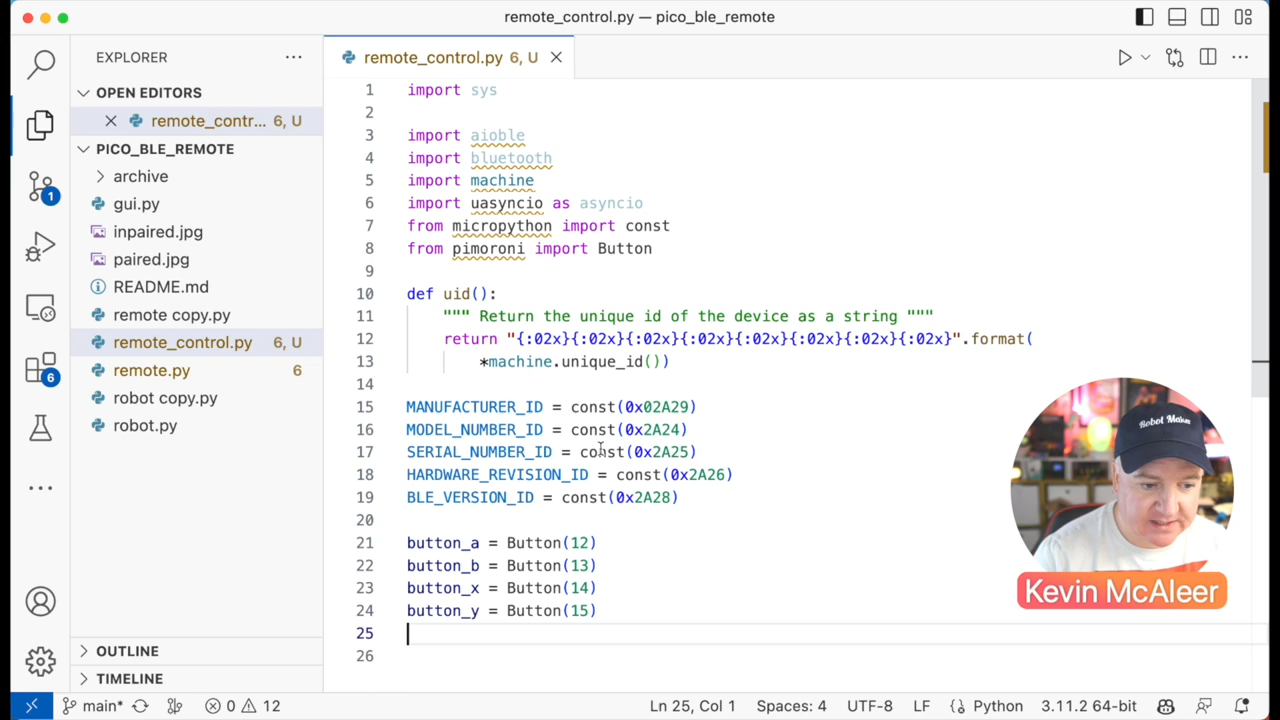 remote_control.py — pico_ble_remote
EXPLORER
remote_control.py 6, U
OPEN EDITORS
remote_contr... 6, U
PICO_BLE_REMOTE
archive
gui.py
inpaired.jpg
paired.jpg
README.md
remote copy.py
remote_control.py 6, U
remote.py 6
robot copy.py
robot.py
OUTLINE
TIMELINE
1
6
1 import sys
2
3 import aioble
4 import bluetooth
5 import machine
6 import uasyncio as asyncio
7 from micropython import const
8 from pimoroni import Button
9
10 def uid():
11 """ Return the unique id of the device as a string """
12 return "{:02x}{:02x}{:02x}{:02x}{:02x}{:02x}{:02x}{:02x}".format(
13 *machine.unique_id())
14
15 MANUFACTURER_ID = const(0x02A29)
16 MODEL_NUMBER_ID = const(0x2A24)
17 SERIAL_NUMBER_ID = const(0x2A25)
18 HARDWARE_REVISION_ID = const(0x2A26)
19 BLE_VERSION_ID = const(0x2A28)
20
21 button_a = Button(12)
22 button_b = Button(13)
23 button_x = Button(14)
24 button_y = Button(15)
25
26
Robot Maker
Kevin McAleer
main* 0 12 Ln 25, Col 1 Spaces: 4 UTF-8 LF Python 3.11.2 64-bit